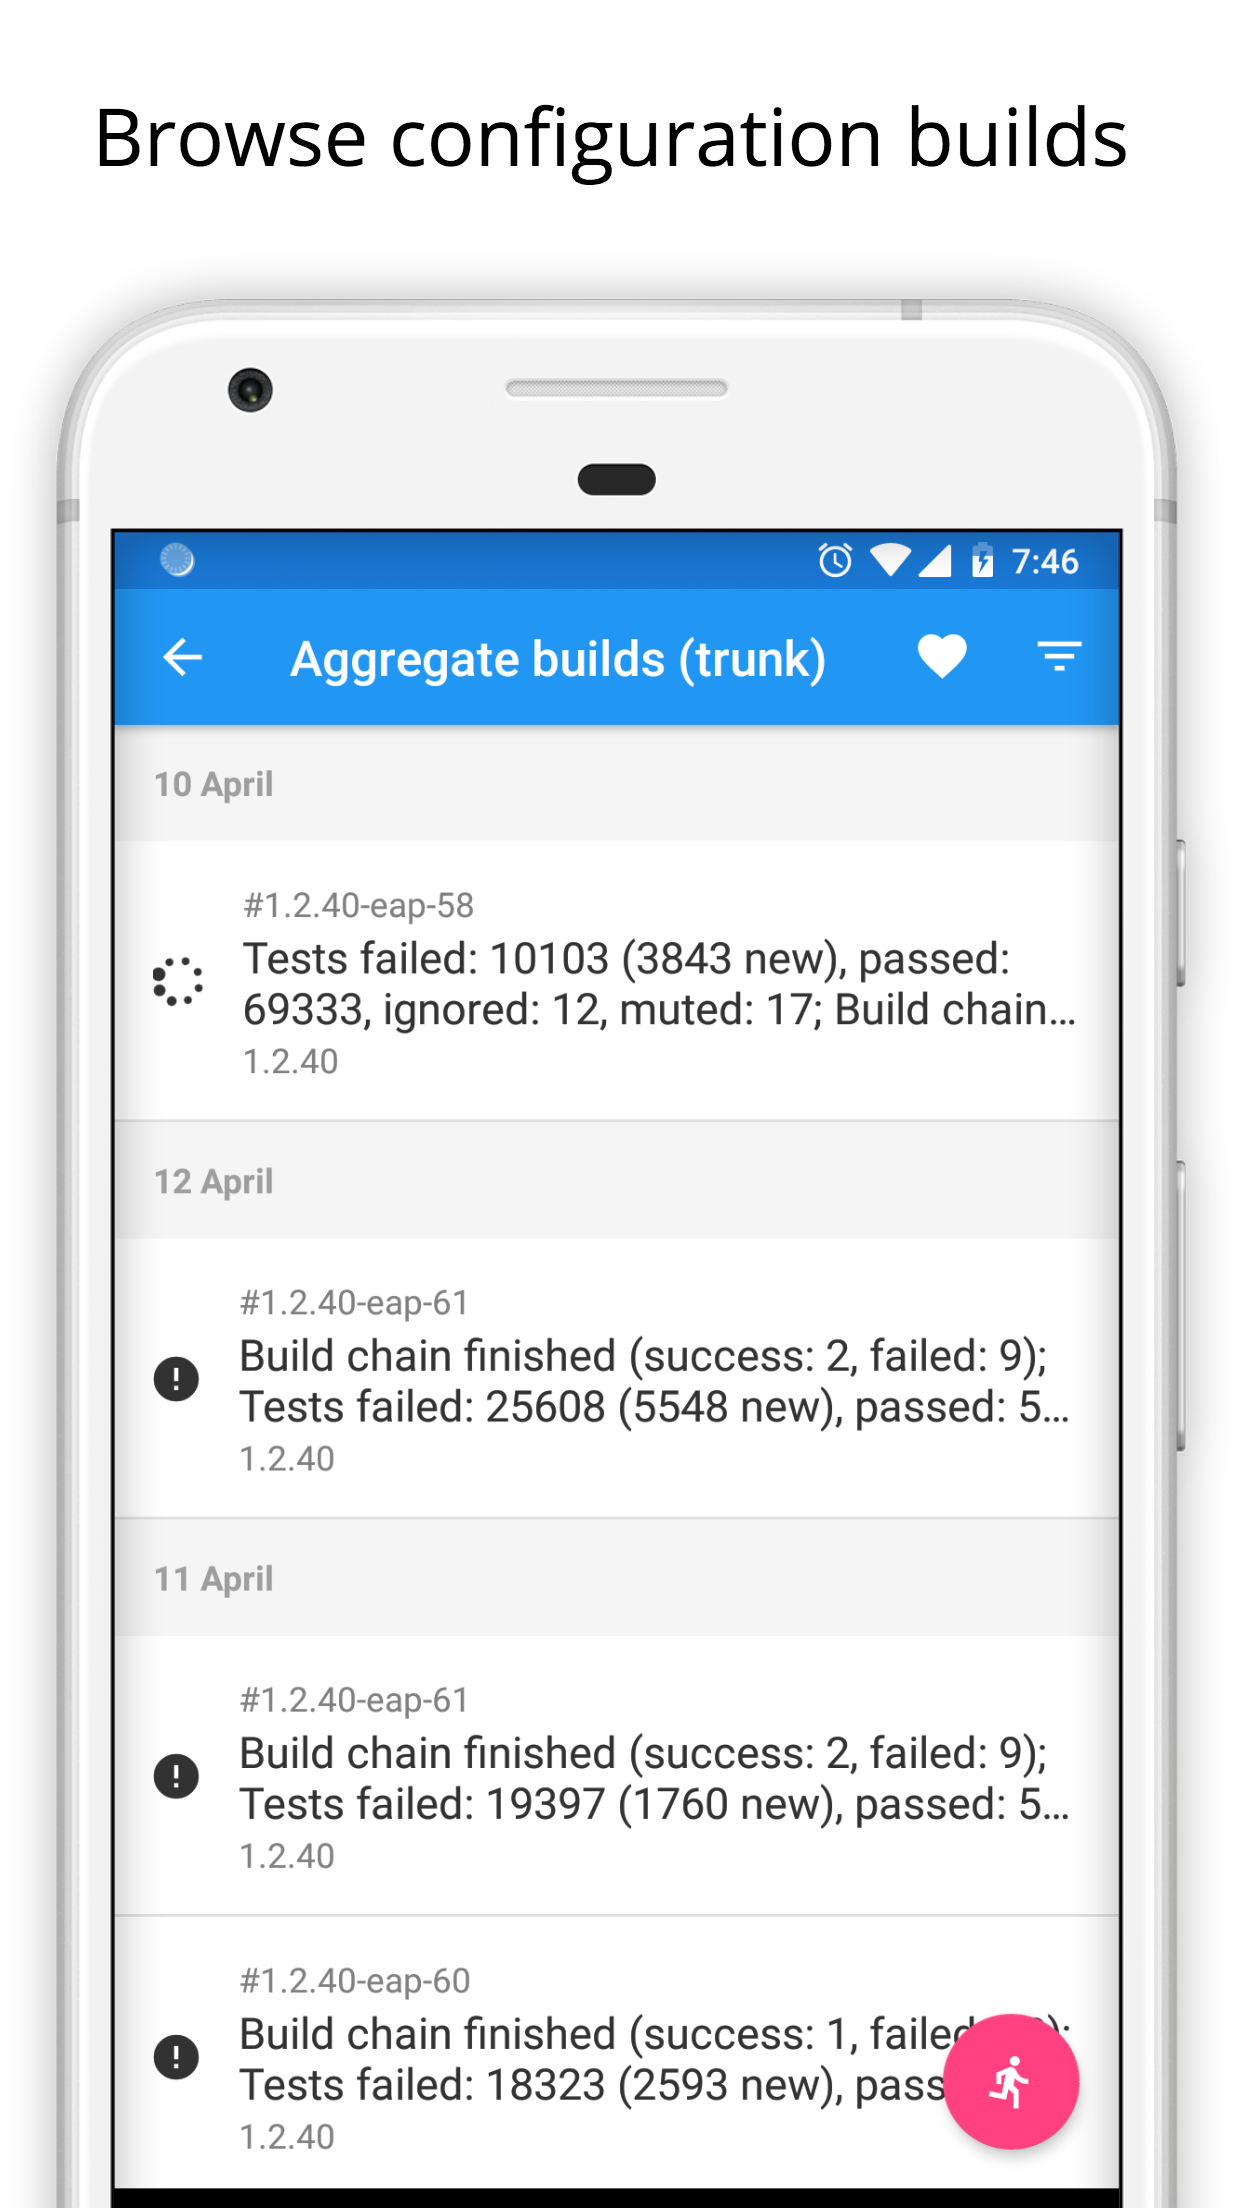 Browse configuration builds
7:46
Aggregate builds (trunk)
10 April
#1.2.40-eap-58
Tests failed: 10103 (3843 new), passed:
69333, ignored: 12, muted: 17; Build chain...
1.2.40
12 April
#1.2.40-eap-61
Build chain finished (success: 2, failed: 9);
Tests failed: 25608 (5548 new), passed: 5...
1.2.40
11 April
#1.2.40-eap-61
Build chain finished (success: 2, failed: 9);
Tests failed: 19397 (1760 new), passed: 5...
1.2.40
#1.2.40-eap-60
Build chain finished (success: 1,
Tests failed: 18323 (2593 new),
1.2.40